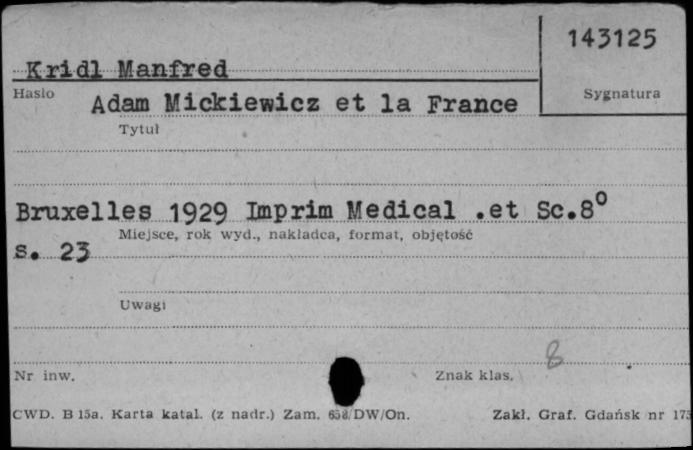 143125
Kridl Manfred
Hasło
Sygnatura
Adam Mickiewicz et la France
Tytuł
Bruxelles 1929 Imprim Medical .et Sc.8°
Miejsce, rok wyd., nakładca, format, objętość
s. 23
Uwagi
8
Nr inw.
Znak klas.
CWD. B 15a. Karta katal. (z nadr.) Zam. /DW/On.
Zakł. Graf. Gdańsk nr